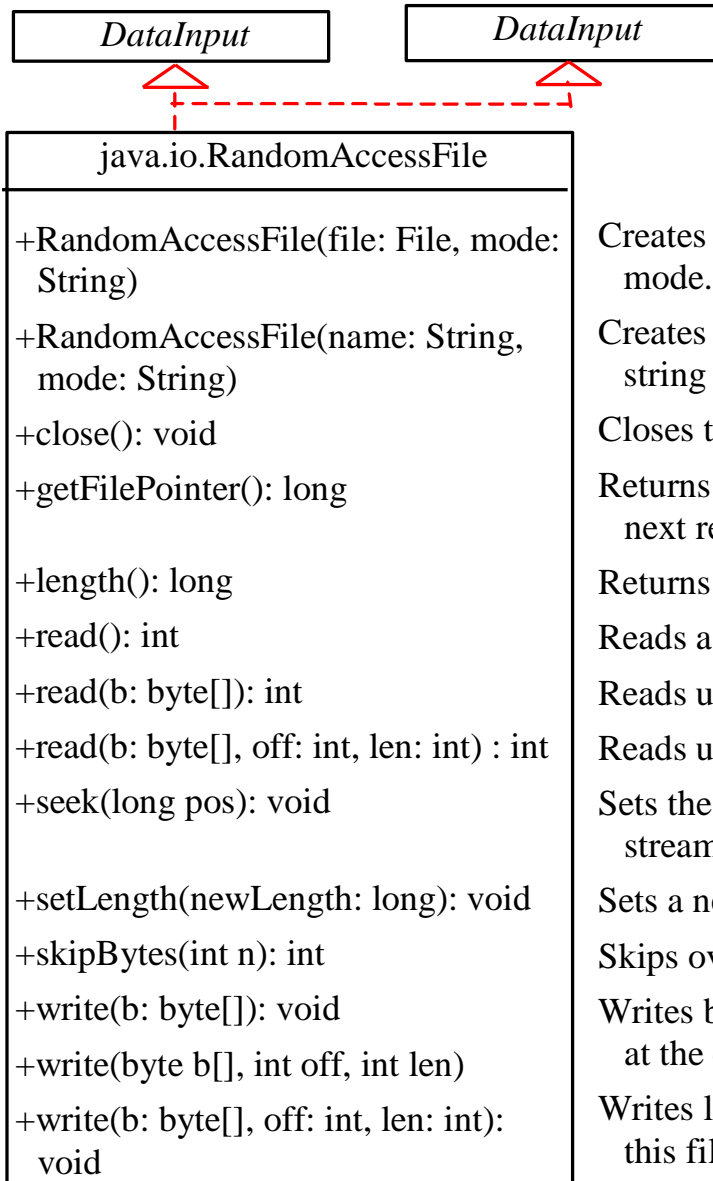 DataInput
DataInput
java.io.RandomAccessFile
+RandomAccessFile(file: File, mode:
String)
+RandomAccessFile(name: String,
mode: String)
+close(): void
+getFilePointer(): long
+length(): long
+read(): int
+read(b: byte[]): int
+read(b: byte[], off: int, len: int) : int
+seek(long pos): void
+setLength(newLength: long): void
+skipBytes(int n): int
+write(b: byte[]): void
+write(byte b[], int off, int len)
+write(b: byte[], off: int, len: int):
void
Creates
mode.
Creates
string
Closes
Returns
next
Returns
Reads a
Reads
Reads
Sets the
Sets a
Skips
Writes
at the
Writes
this